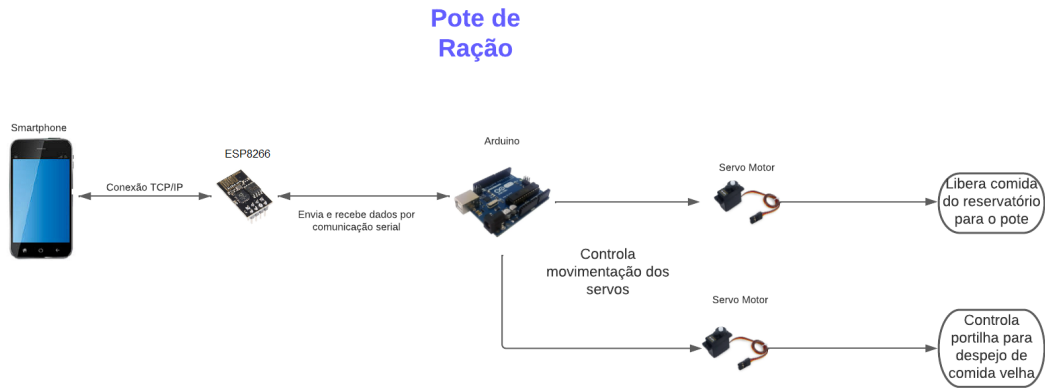 Pote de
Ração
Smartphone
Conexão TCP/IP
ESP8266
Envia e recebe dados por
comunicação serial
Arduino
Controla
movimentação dos
servos
Servo Motor
Libera comida
do reservatório
para o pote
Servo Motor
Controla
portilha para
despejo de
comida velha